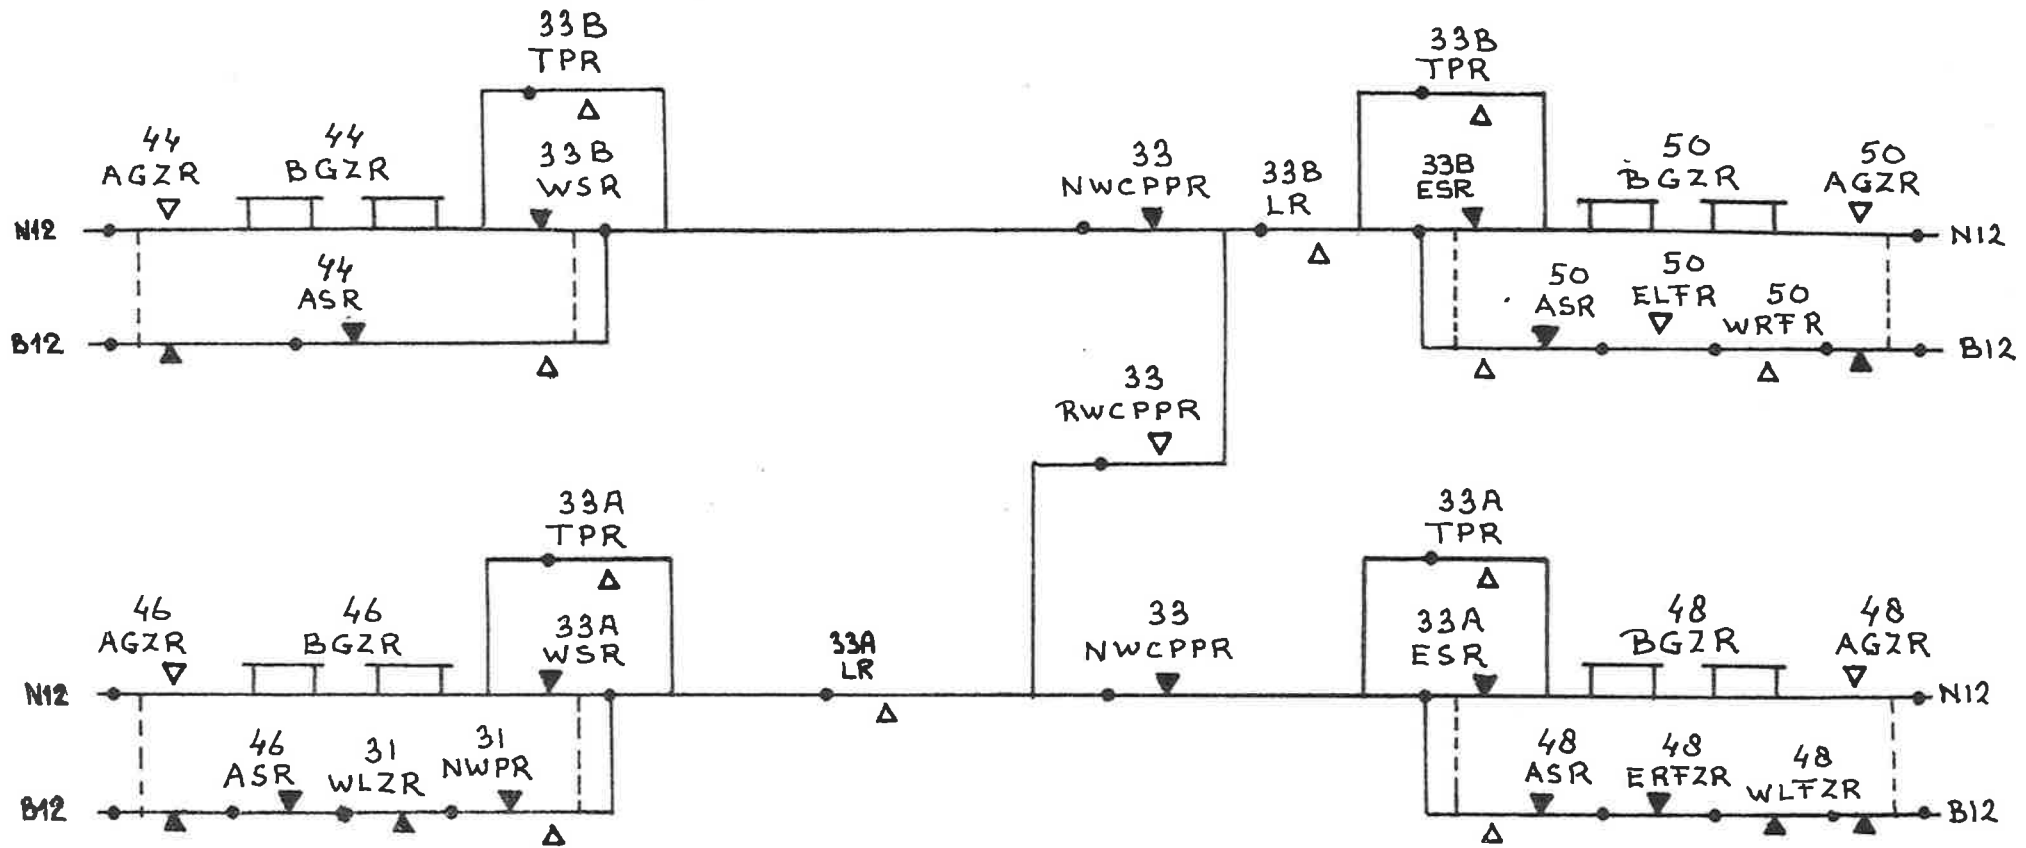 33B
TPR
33B
TPR
44
AGZR
44
BGZR
33B
WSR
33
NWCPPR
33B
LR
33B
ESR
50
BGZR
50
AGZR
N12
N12
44
ASR
50
ASR
50
ELFR
50
WRFR
B12
B12
33
RWCPPR
33A
TPR
33A
TPR
46
AGZR
46
BGZR
33A
WSR
33A
LR
33
NWCPPR
33A
ESR
48
BGZR
48
AGZR
N12
N12
46
ASR
31
WLZR
31
NWPR
48
ASR
48
ERFZR
48
WLFZR
B12
B12